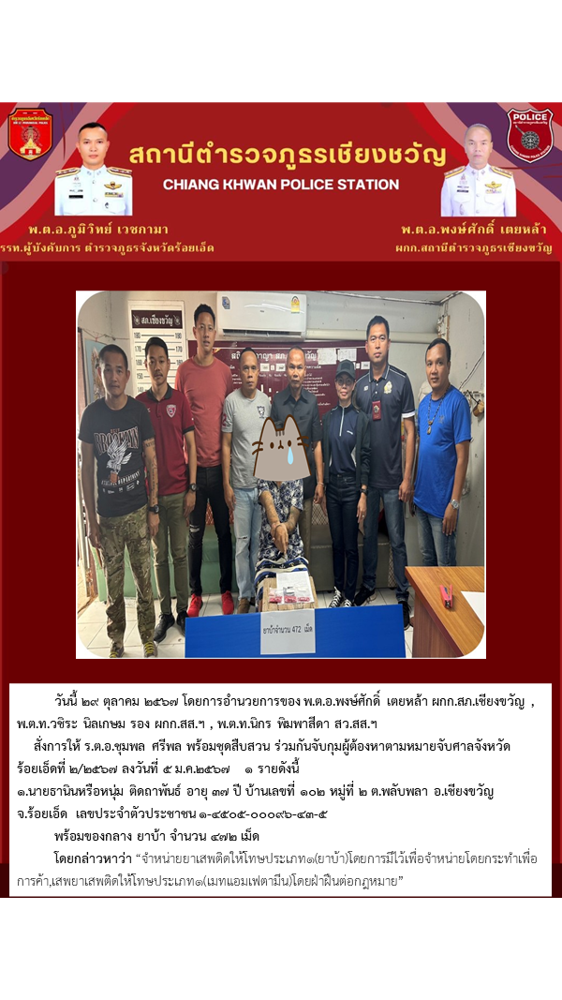 สถานีตำรวจภูธรเชียงขวัญ
CHIANG KHWAN POLICE STATION
POLICE
พ.ต.อ.ภูมิวิทย์ เวชกามา
รรท.ผู้บังคับการ ตำรวจภูธรจังหวัดร้อยเอ็ด
พ.ต.อ.พงษ์ศักดิ์ เตยหล้า
ผกก.สถานีตำรวจภูธรเชียงขวัญ
สภ.เชียงขวัญ
180
170
160
BROOKLYN
ยาบ้าจำนวน 472 เม็ด
วันนี้ ๒๙ ตุลาคม ๒๕๖๗ โดยการอำนวยการของ พ.ต.อ.พงษ์ศักดิ์ เตยหล้า ผกก.สภ.เชียงขวัญ ,
พ.ต.ท.วชิระ นิลเกษม รอง ผกก.สส.ฯ , พ.ต.ท.นิกร พิมพาสีดา สว.สส.ฯ
สั่งการให้ ร.ต.อ.ชุมพล ศรีพล พร้อมชุดสืบสวน ร่วมกันจับกุมผู้ต้องหาตามหมายจับศาลจังหวัด
ร้อยเอ็ดที่ ๒/๒๕๖๗ ลงวันที่ ๕ ม.ค.๒๕๖๗ ๑ รายดังนี้
๑.นายธานินหรือหนุ่ม ติดถาพันธ์ อายุ ๓๗ ปี บ้านเลขที่ ๑๐๒ หมู่ที่ ๒ ต.พลับพลา อ.เชียงขวัญ
จ.ร้อยเอ็ด เลขประจำตัวประชาชน ๑-๔๕๐๕-๐๐๐๙๖-๔๓-๕
พร้อมของกลาง ยาบ้า จำนวน ๔๗๒ เม็ด
โดยกล่าวหาว่า “จำหน่ายยาเสพติดให้โทษประเภท๑(ยาบ้า)โดยการมีไว้เพื่อจำหน่ายโดยกระทำเพื่อ
การค้า,เสพยาเสพติดให้โทษประเภท๑(เมทแอมเฟตามีน)โดยฝ่าฝืนต่อกฎหมาย”